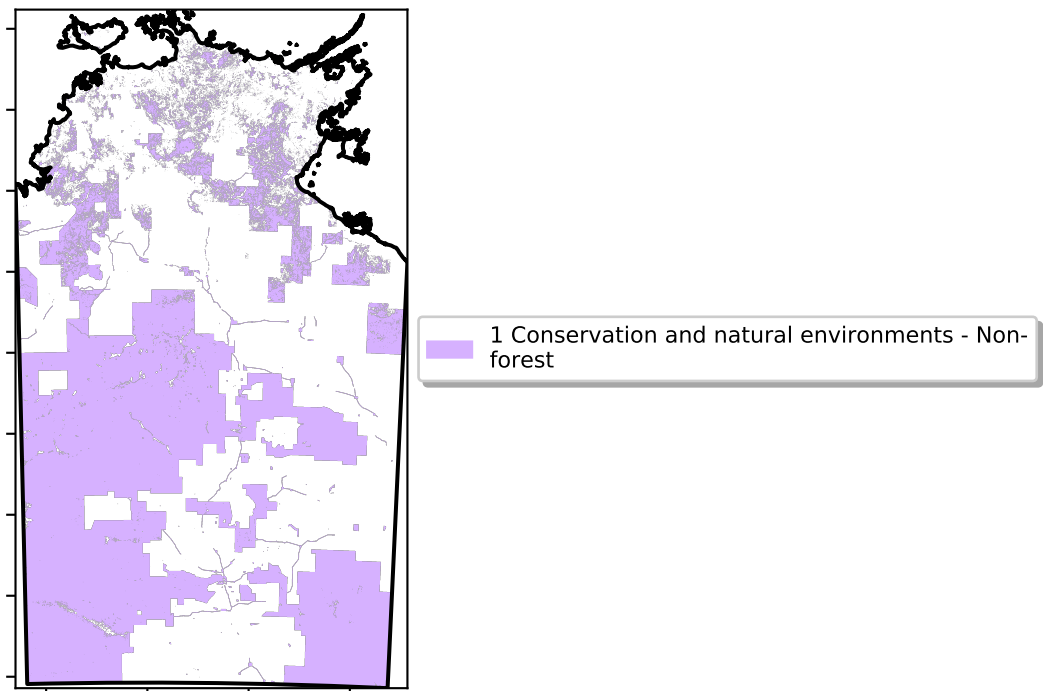 1 Conservation and natural environments - Non-
forest